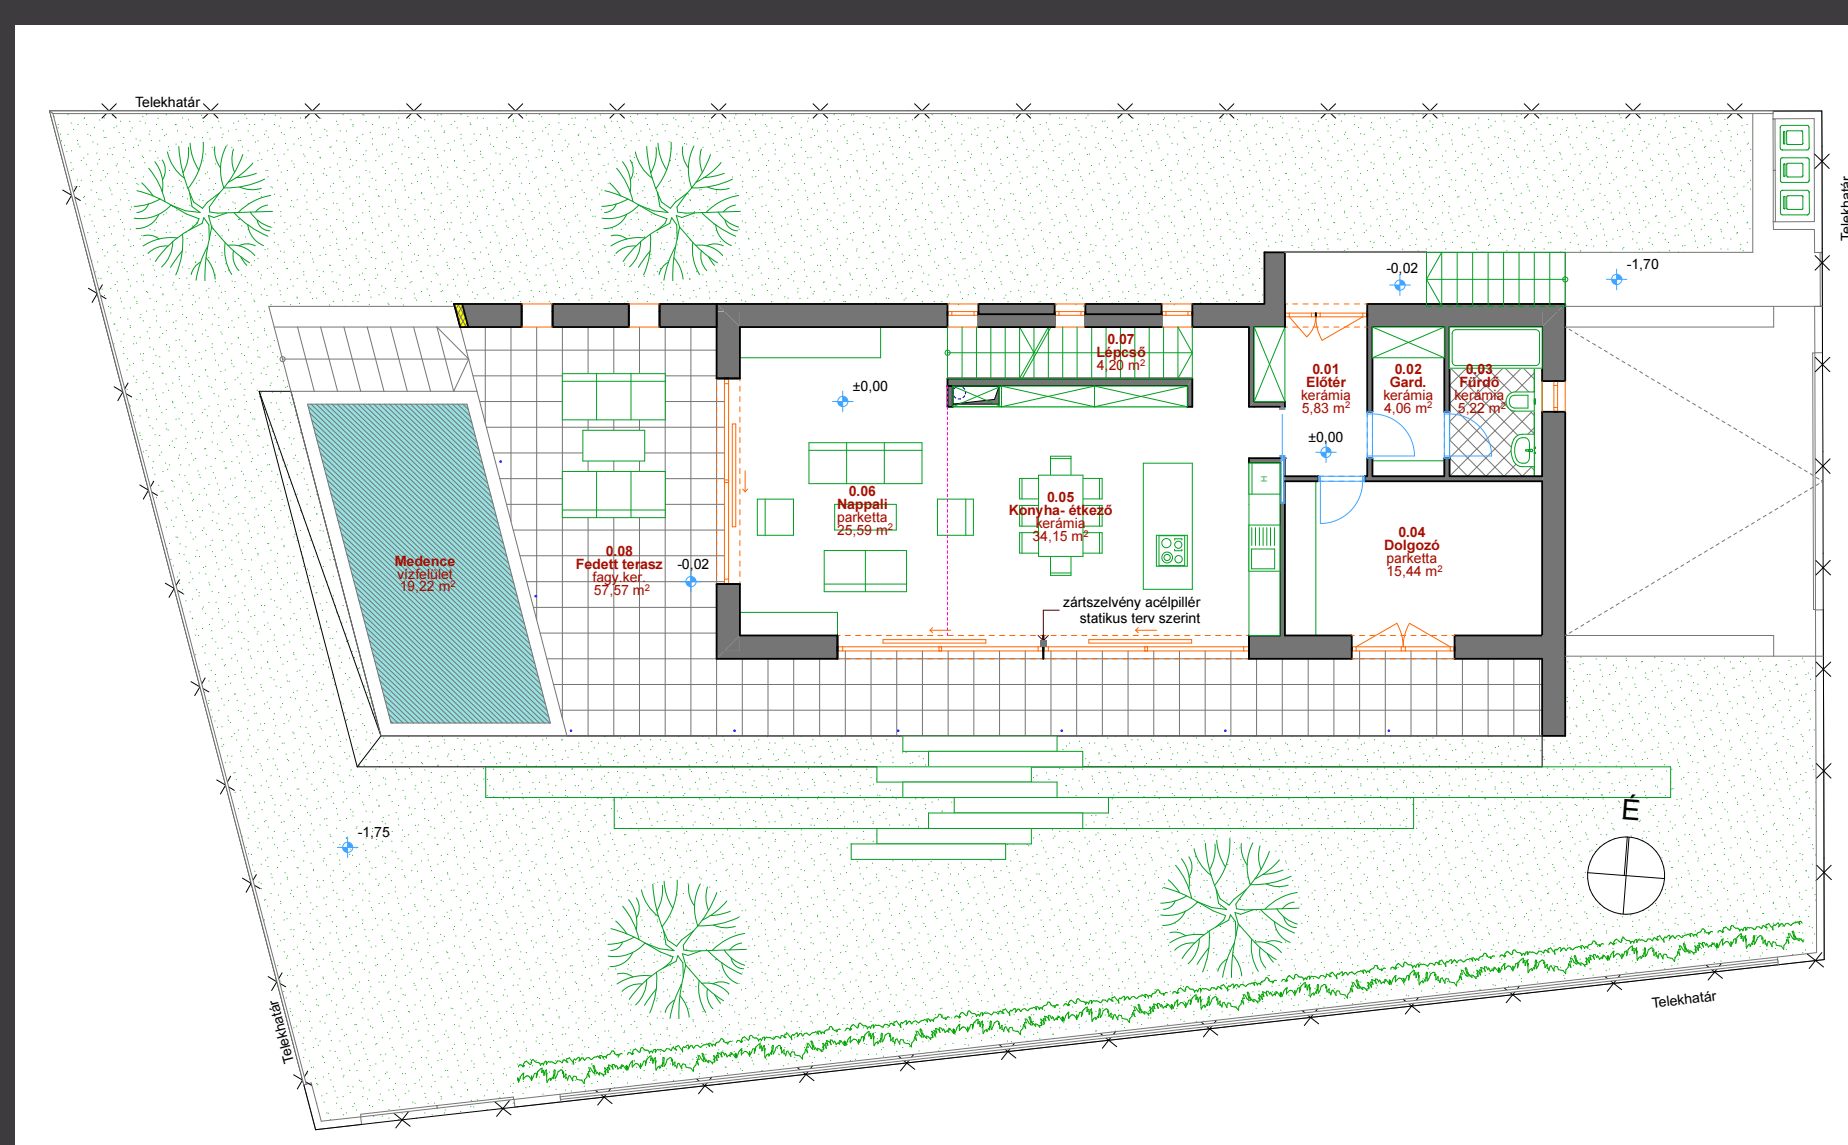 Telekhatár
Telekhatár
-0,02
-1,70
0.07
Lépcső
4,20 m²
0.01
Előtér
kerámia
5,83 m²
0.02
Gard.
kerámia
4,06 m²
0.03
Fürdő
kerámia
5,22 m²
±0,00
±0,00
0.06
Nappali
parketta
25,59 m²
0.05
Konyha- étkező
kerámia
34,15 m²
0.04
Dolgozó
parketta
15,44 m²
Medence
vízfelület
19,22 m²
0.08
Fedett terasz
fagy.ker.
57,57 m²
-0,02
zártszelvény acélpillér
statikus terv szerint
-1,75
É
Telekhatár
Telekhatár